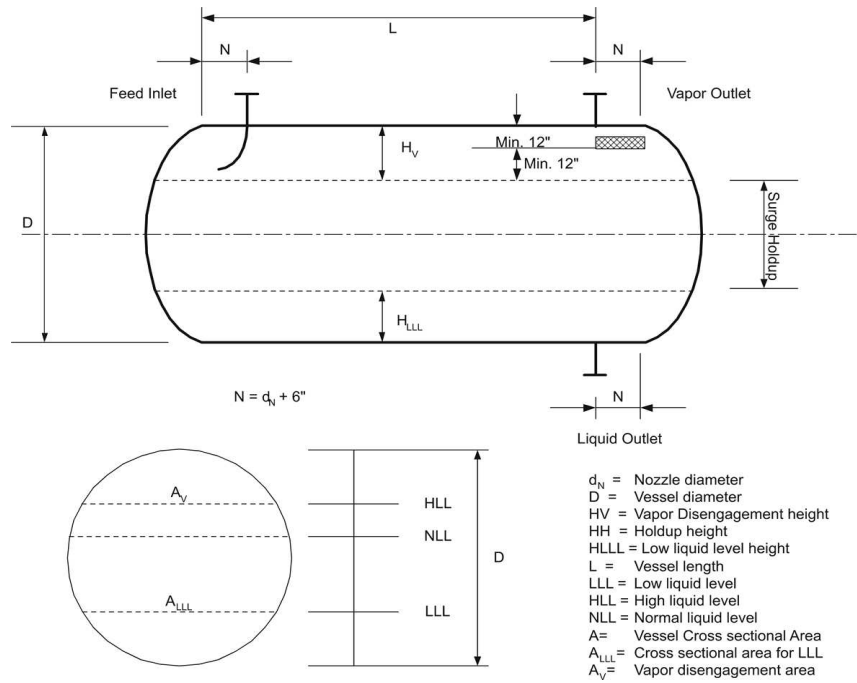 L
N
N
Feed Inlet
Vapor Outlet
Min. 12"
H_V
Min. 12"
D
Surge Holdup
H_LLL
N = d_N + 6"
N
Liquid Outlet
A_V
HLL
NLL
D
A_LLL
LLL
d_N = Nozzle diameter
D = Vessel diameter
HV = Vapor Disengagement height
HH = Holdup height
HLLL = Low liquid level height
L = Vessel length
LLL = Low liquid level
HLL = High liquid level
NLL = Normal liquid level
A= Vessel Cross sectional Area
A_LLL= Cross sectional area for LLL
A_V= Vapor disengagement area